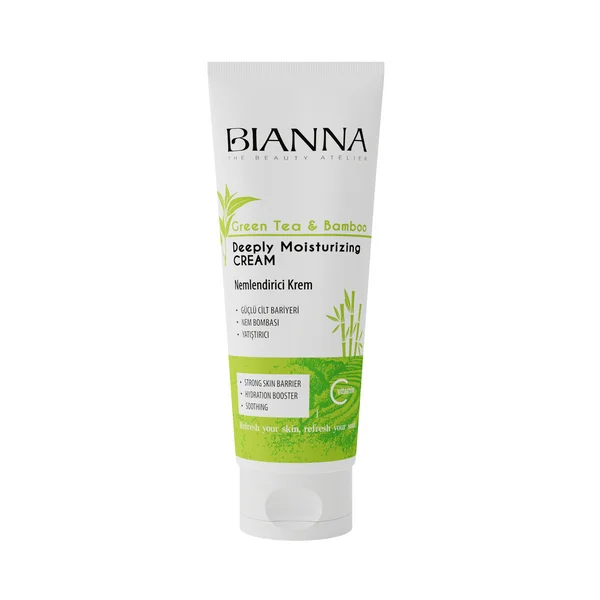 BIANNA
THE BEAUTY ATELIER
Green Tea & Bamboo
Deeply Moisturizing
CREAM
Nemlendirici Krem
• GÜÇLÜ CİLT BARİYERİ
• NEM BOMBASI
• YATIŞTIRICI
• STRONG SKIN BARRIER
• HYDRATION BOOSTER
• SOOTHING
C
VITAMIN
Refresh your skin, refresh your soul!